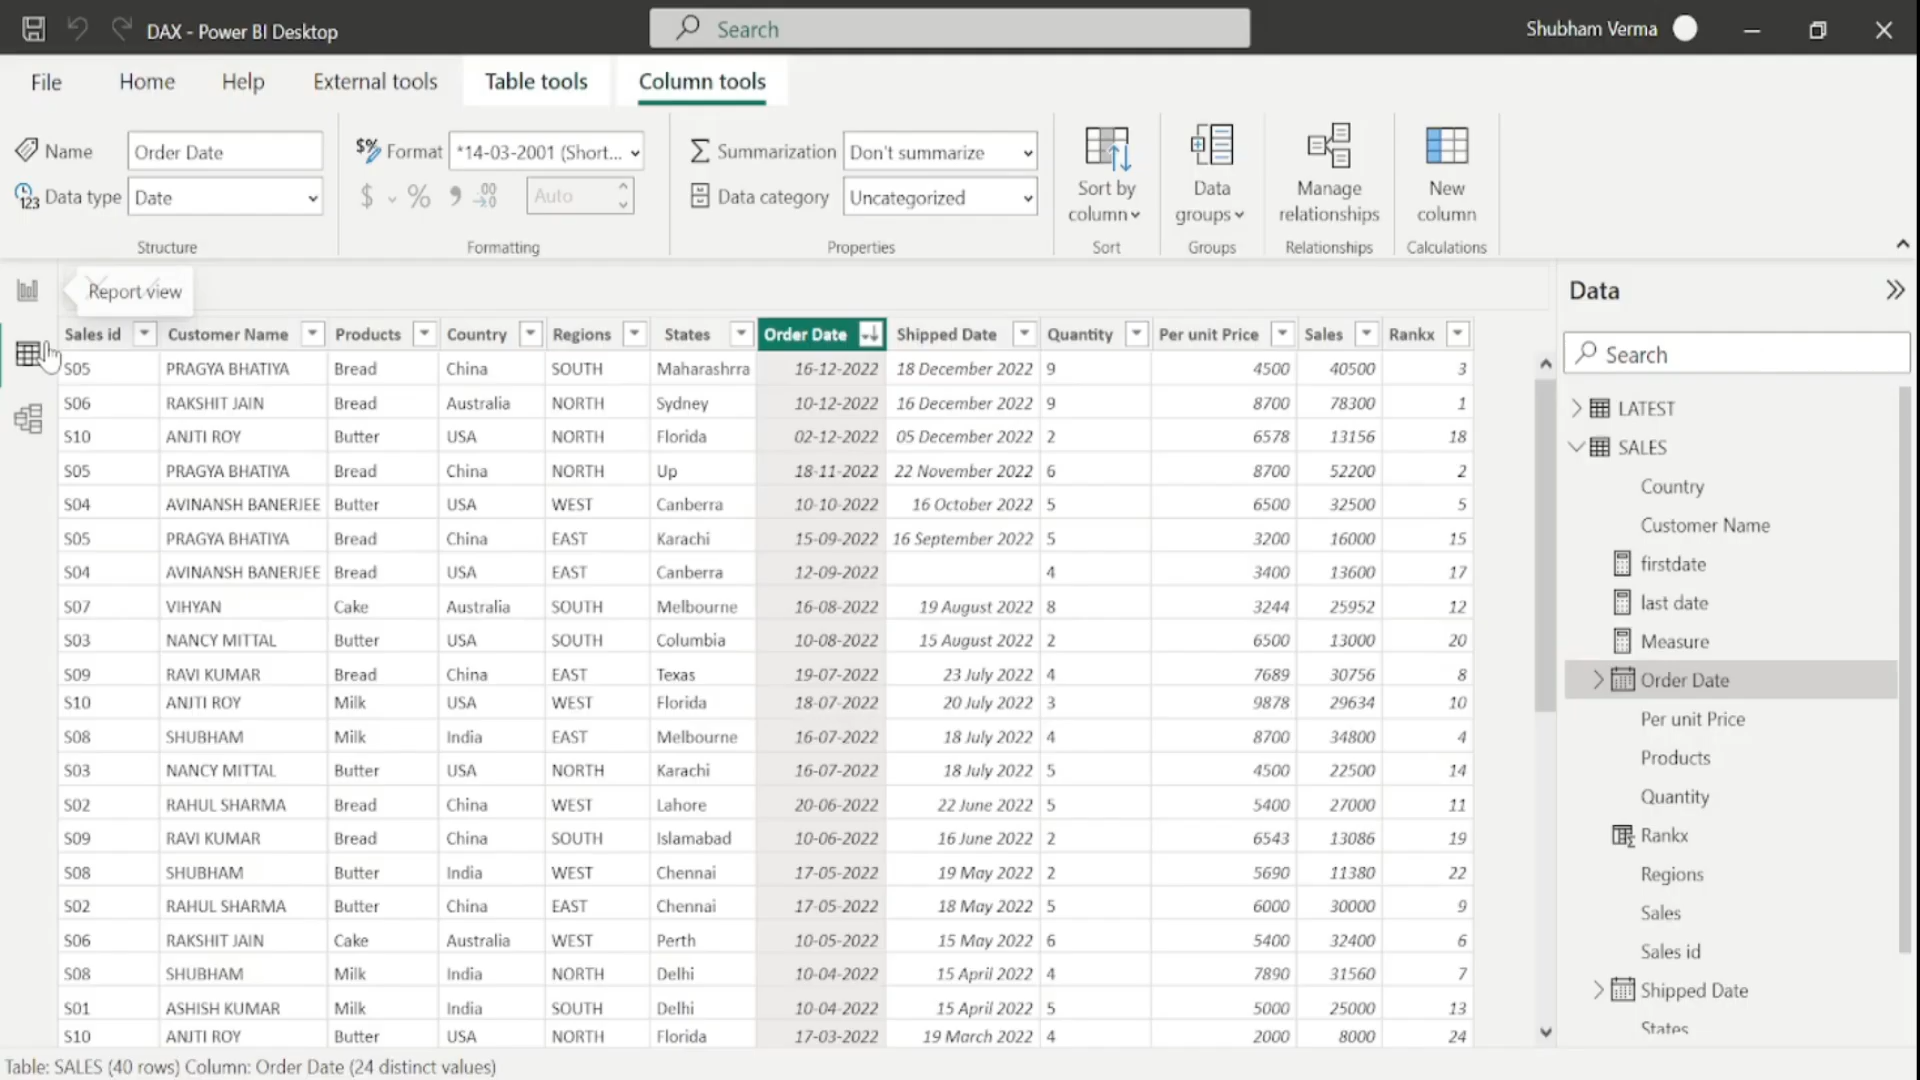 DAX - Power BI Desktop
Search
Shubham Verma
File Home Help External tools Table tools Column tools
Name Order Date
Data type Date
Structure
$% Format *14-03-2001 (Short...
$ % 9 .00 Auto
Formatting
Summarization Don't summarize
Data category Uncategorized
Properties
Sort by column
Sort
Data groups
Groups
Manage relationships
Relationships
New column
Calculations
Report view
Sales id Customer Name Products Country Regions States Order Date Shipped Date Quantity Per unit Price Sales Rankx
S05 PRAGYA BHATIYA Bread China SOUTH Maharashrra 16-12-2022 18 December 2022 9 4500 40500 3
S06 RAKSHIT JAIN Bread Australia NORTH Sydney 10-12-2022 16 December 2022 9 8700 78300 1
S10 ANJTI ROY Butter USA NORTH Florida 02-12-2022 05 December 2022 2 6578 13156 18
S05 PRAGYA BHATIYA Bread China NORTH Up 18-11-2022 22 November 2022 6 8700 52200 2
S04 AVINANSH BANERJEE Butter USA WEST Canberra 10-10-2022 16 October 2022 5 6500 32500 5
S05 PRAGYA BHATIYA Bread China EAST Karachi 15-09-2022 16 September 2022 5 3200 16000 15
S04 AVINANSH BANERJEE Bread USA EAST Canberra 12-09-2022 4 3400 13600 17
S07 VIHYAN Cake Australia SOUTH Melbourne 16-08-2022 19 August 2022 8 3244 25952 12
S03 NANCY MITTAL Butter USA SOUTH Columbia 10-08-2022 15 August 2022 2 6500 13000 20
S09 RAVI KUMAR Bread China EAST Texas 19-07-2022 23 July 2022 4 7689 30756 8
S10 ANJTI ROY Milk USA WEST Florida 18-07-2022 20 July 2022 3 9878 29634 10
S08 SHUBHAM Milk India EAST Melbourne 16-07-2022 18 July 2022 4 8700 34800 4
S03 NANCY MITTAL Butter USA NORTH Karachi 16-07-2022 18 July 2022 5 4500 22500 14
S02 RAHUL SHARMA Bread China WEST Lahore 20-06-2022 22 June 2022 5 5400 27000 11
S09 RAVI KUMAR Bread China SOUTH Islamabad 10-06-2022 16 June 2022 2 6543 13086 19
S08 SHUBHAM Butter India WEST Chennai 17-05-2022 19 May 2022 2 5690 11380 22
S02 RAHUL SHARMA Butter China EAST Chennai 17-05-2022 18 May 2022 5 6000 30000 9
S06 RAKSHIT JAIN Cake Australia WEST Perth 10-05-2022 15 May 2022 6 5400 32400 6
S08 SHUBHAM Milk India NORTH Delhi 10-04-2022 15 April 2022 4 7890 31560 7
S01 ASHISH KUMAR Milk India SOUTH Delhi 10-04-2022 15 April 2022 5 5000 25000 13
S10 ANJTI ROY Butter USA NORTH Florida 17-03-2022 19 March 2022 4 2000 8000 24
Data
Search
LATEST
SALES
Country
Customer Name
firstdate
last date
Measure
Order Date
Per unit Price
Products
Quantity
Rankx
Regions
Sales
Sales id
Shipped Date
States
Table: SALES (40 rows) Column: Order Date (24 distinct values)